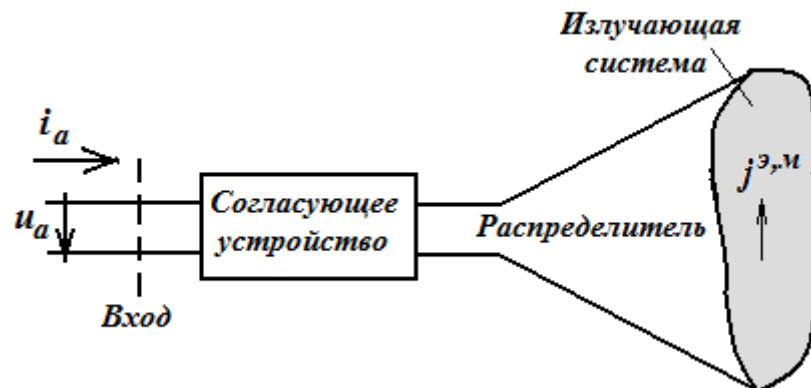 Излучающая
система
i_a
Согласующее
устройство
j^э,м
u_a
Распределитель
Вход